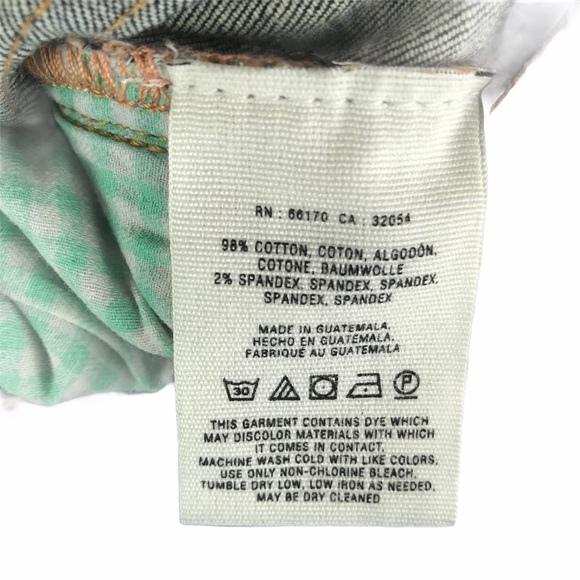 RN : 66170 CA : 32054
98% COTTON, COTON, ALGODÓN,
COTONE, BAUMWOLLE
2% SPANDEX, SPANDEX, SPANDEX,
SPANDEX, SPANDEX
MADE IN GUATEMALA,
HECHO EN GUATEMALA,
FABRIQUÉ AU GUATEMALA
30 P
THIS GARMENT CONTAINS DYE WHICH
MAY DISCOLOR MATERIALS WITH WHICH
IT COMES IN CONTACT,
MACHINE WASH COLD WITH LIKE COLORS,
USE ONLY NON-CHLORINE BLEACH,
TUMBLE DRY LOW, LOW IRON AS NEEDED,
MAY BE DRY CLEANED